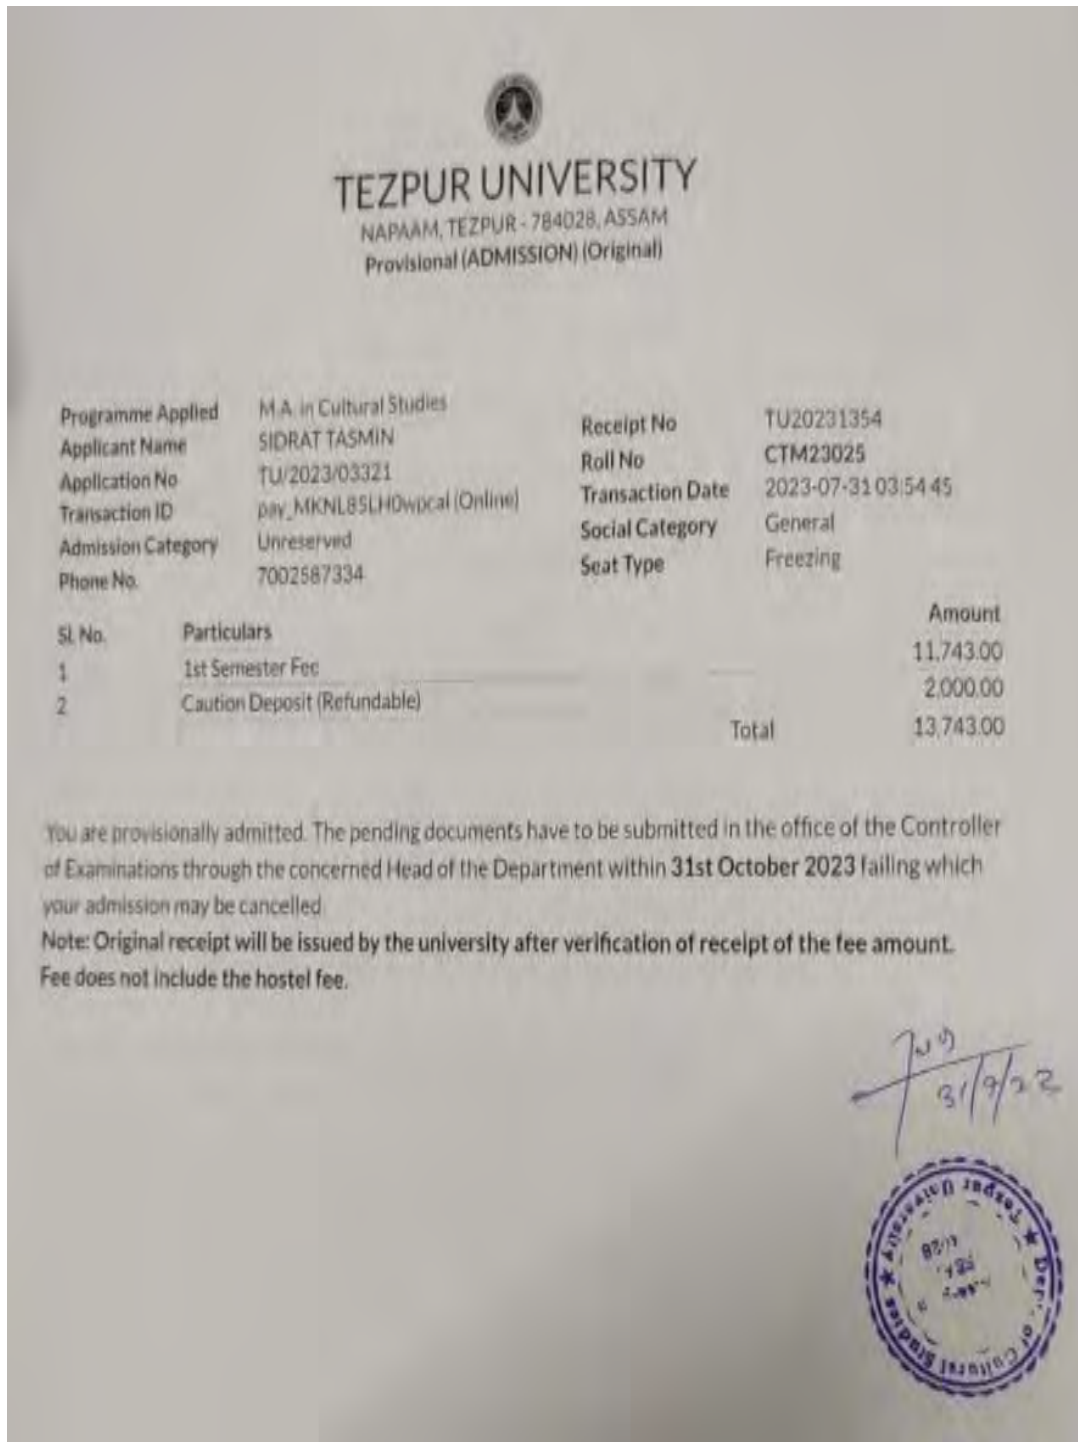 TEZPUR UNIVERSITY
NAPAAM, TEZPUR - 784028, ASSAM
Provisional (ADMISSION) (Original)
Programme Applied M.A. in Cultural Studies Receipt No TU20231354
Applicant Name SIDRAT TASMIN Roll No CTM23025
Application No TU/2023/03321 Transaction Date 2023-07-31 03:54:45
Transaction ID (Online) Social Category General
Admission Category Unreserved Seat Type Freezing
Phone No. 7002587334
Sl. No. Particulars Amount
1 1st Semester Fee 11,743.00
2 Caution Deposit (Refundable) 2,000.00
Total 13,743.00
You are provisionally admitted. The pending documents have to be submitted in the office of the Controller
of Examinations through the concerned Head of the Department within 31st October 2023 failing which
your admission may be cancelled
Note: Original receipt will be issued by the university after verification of receipt of the fee amount.
Fee does not include the hostel fee.
Tezpur University ★ Dept. of Cultural Studies ★